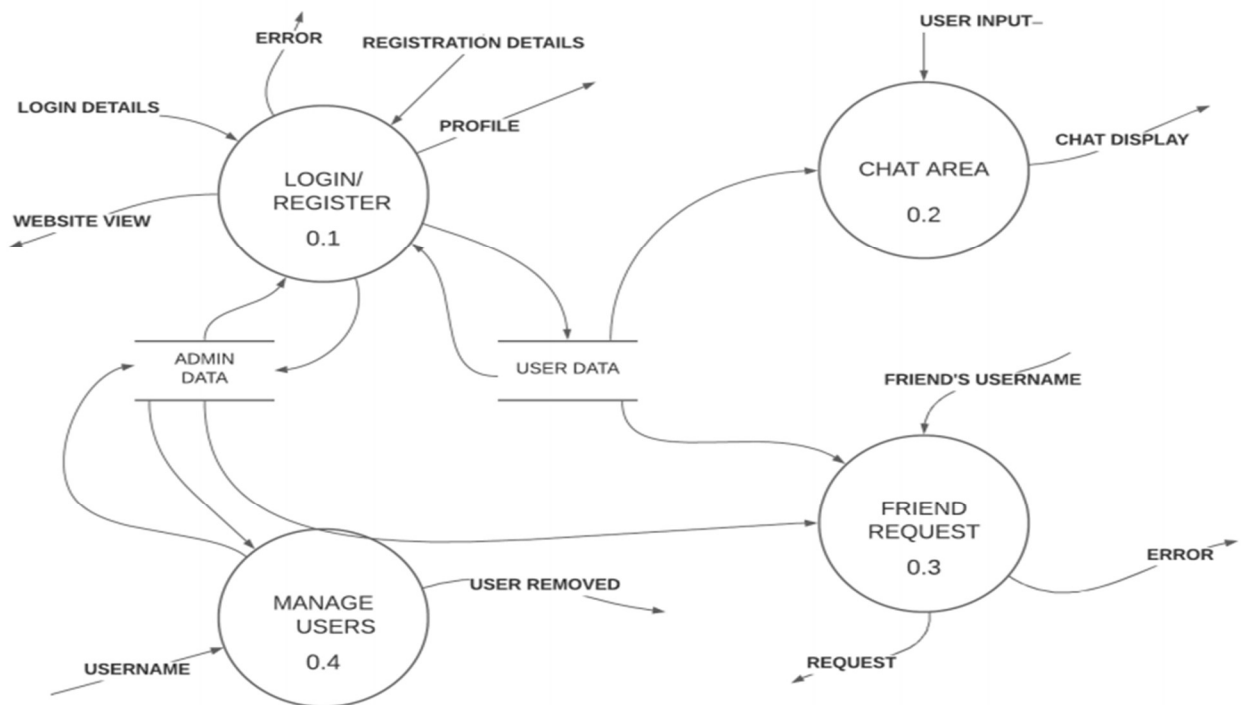 USER INPUT
ERROR
REGISTRATION DETAILS
LOGIN DETAILS
PROFILE
CHAT DISPLAY
LOGIN/
REGISTER
0.1
CHAT AREA
0.2
WEBSITE VIEW
ADMIN
DATA
USER DATA
FRIEND'S USERNAME
FRIEND
REQUEST
0.3
ERROR
USER REMOVED
MANAGE
USERS
0.4
USERNAME
REQUEST